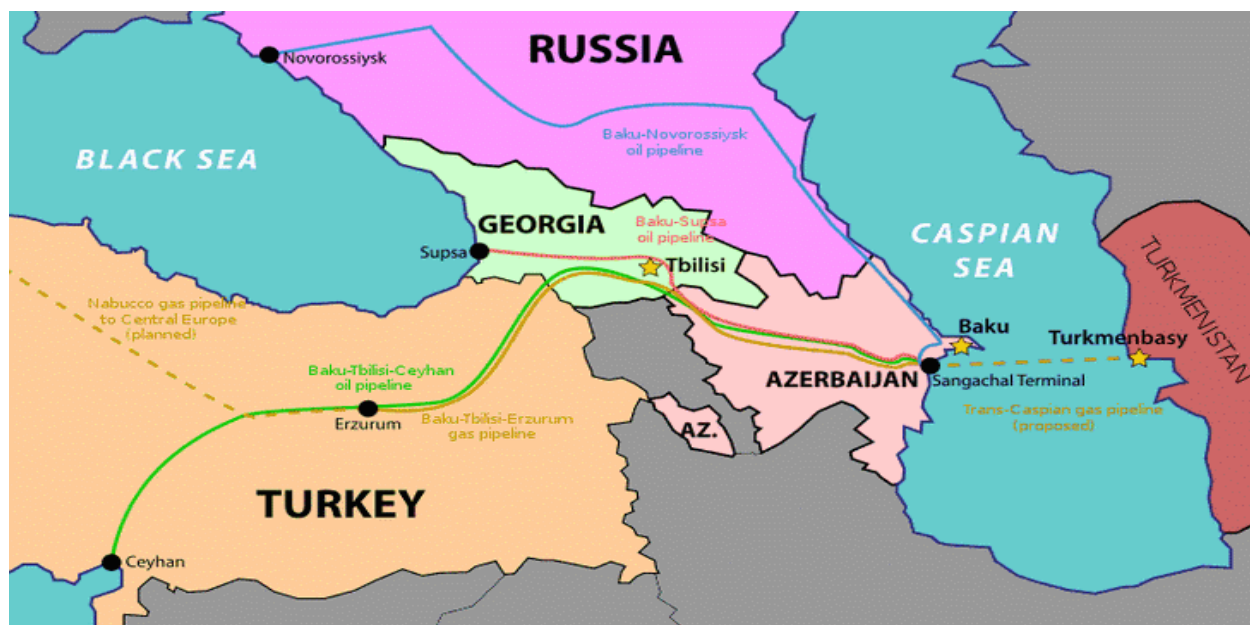 RUSSIA
Novorossiysk
Baku-Novorossiysk
oil pipeline
BLACK SEA
GEORGIA
Baku-Supsa
oil pipeline
Supsa
Tbilisi
CASPIAN
SEA
TURKMENISTAN
Nabucco gas pipeline
to Central Europe
(planned)
Baku
Turkmenbasy
Baku-Tbilisi-Ceyhan
oil pipeline
AZERBAIJAN
Sangachal Terminal
Erzurum
Baku-Tbilisi-Erzurum
gas pipeline
Trans-Caspian gas pipeline
(proposed)
AZ.
TURKEY
Ceyhan